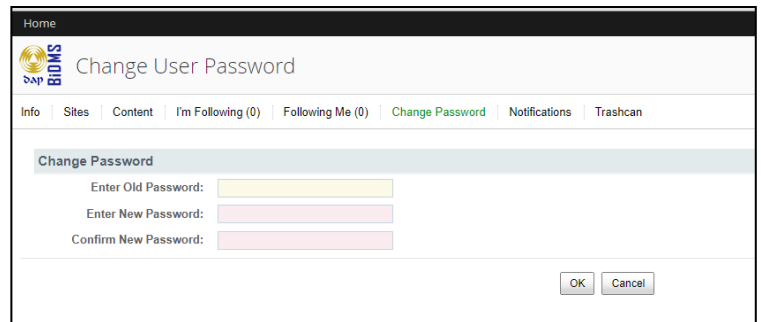 Home
dap BiDMS Change User Password
Info Sites Content I'm Following (0) Following Me (0) Change Password Notifications Trashcan
Change Password
Enter Old Password:
Enter New Password:
Confirm New Password:
OK Cancel